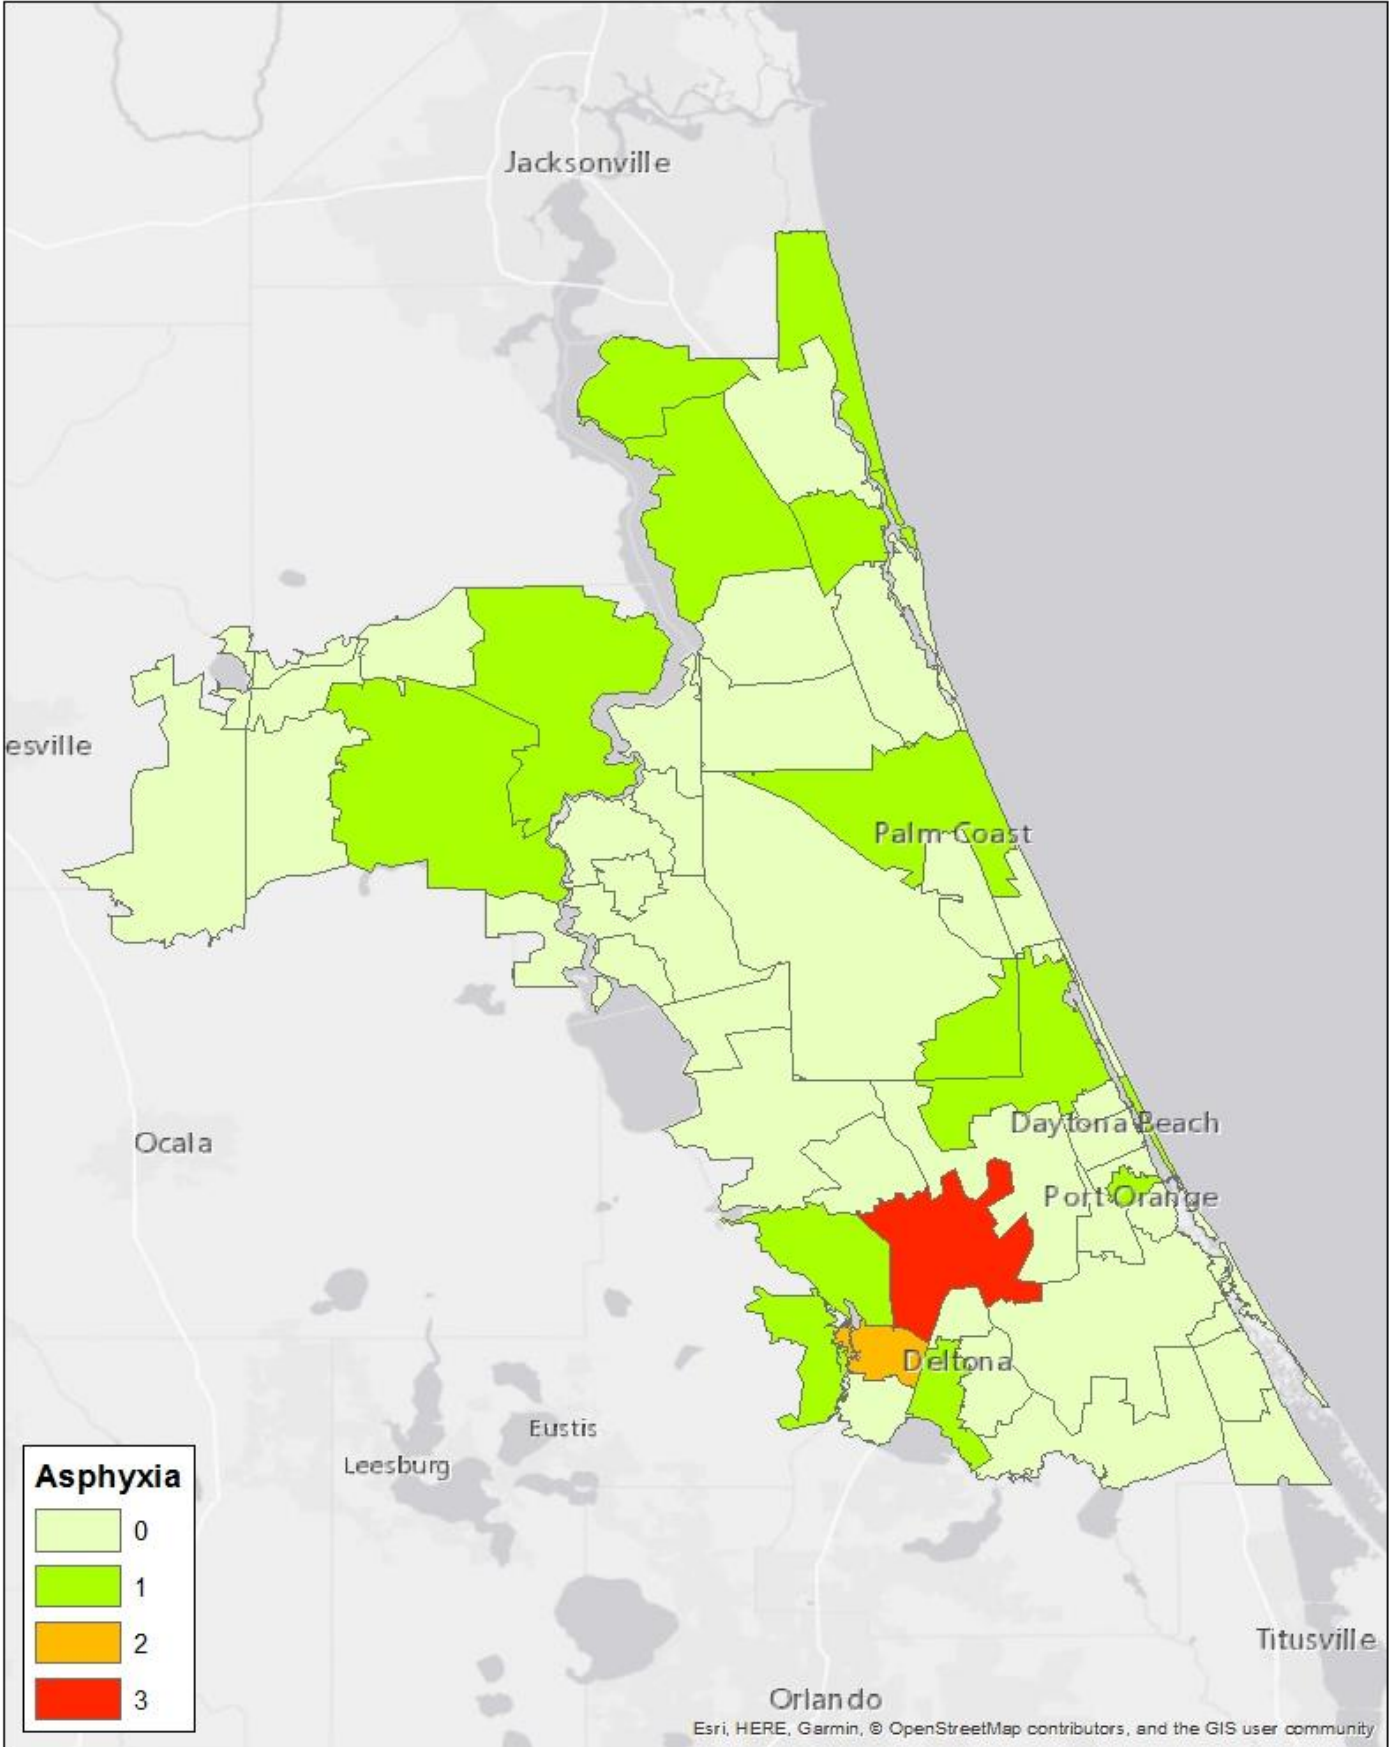 Jacksonville
esville
Palm Coast
Ocala
Daytona Beach
Port Orange
Deltona
Eustis
Leesburg
Asphyxia
0
1
2
3
Titusville
Orlando
Esri, HERE, Garmin, © OpenStreetMap contributors, and the GIS user community